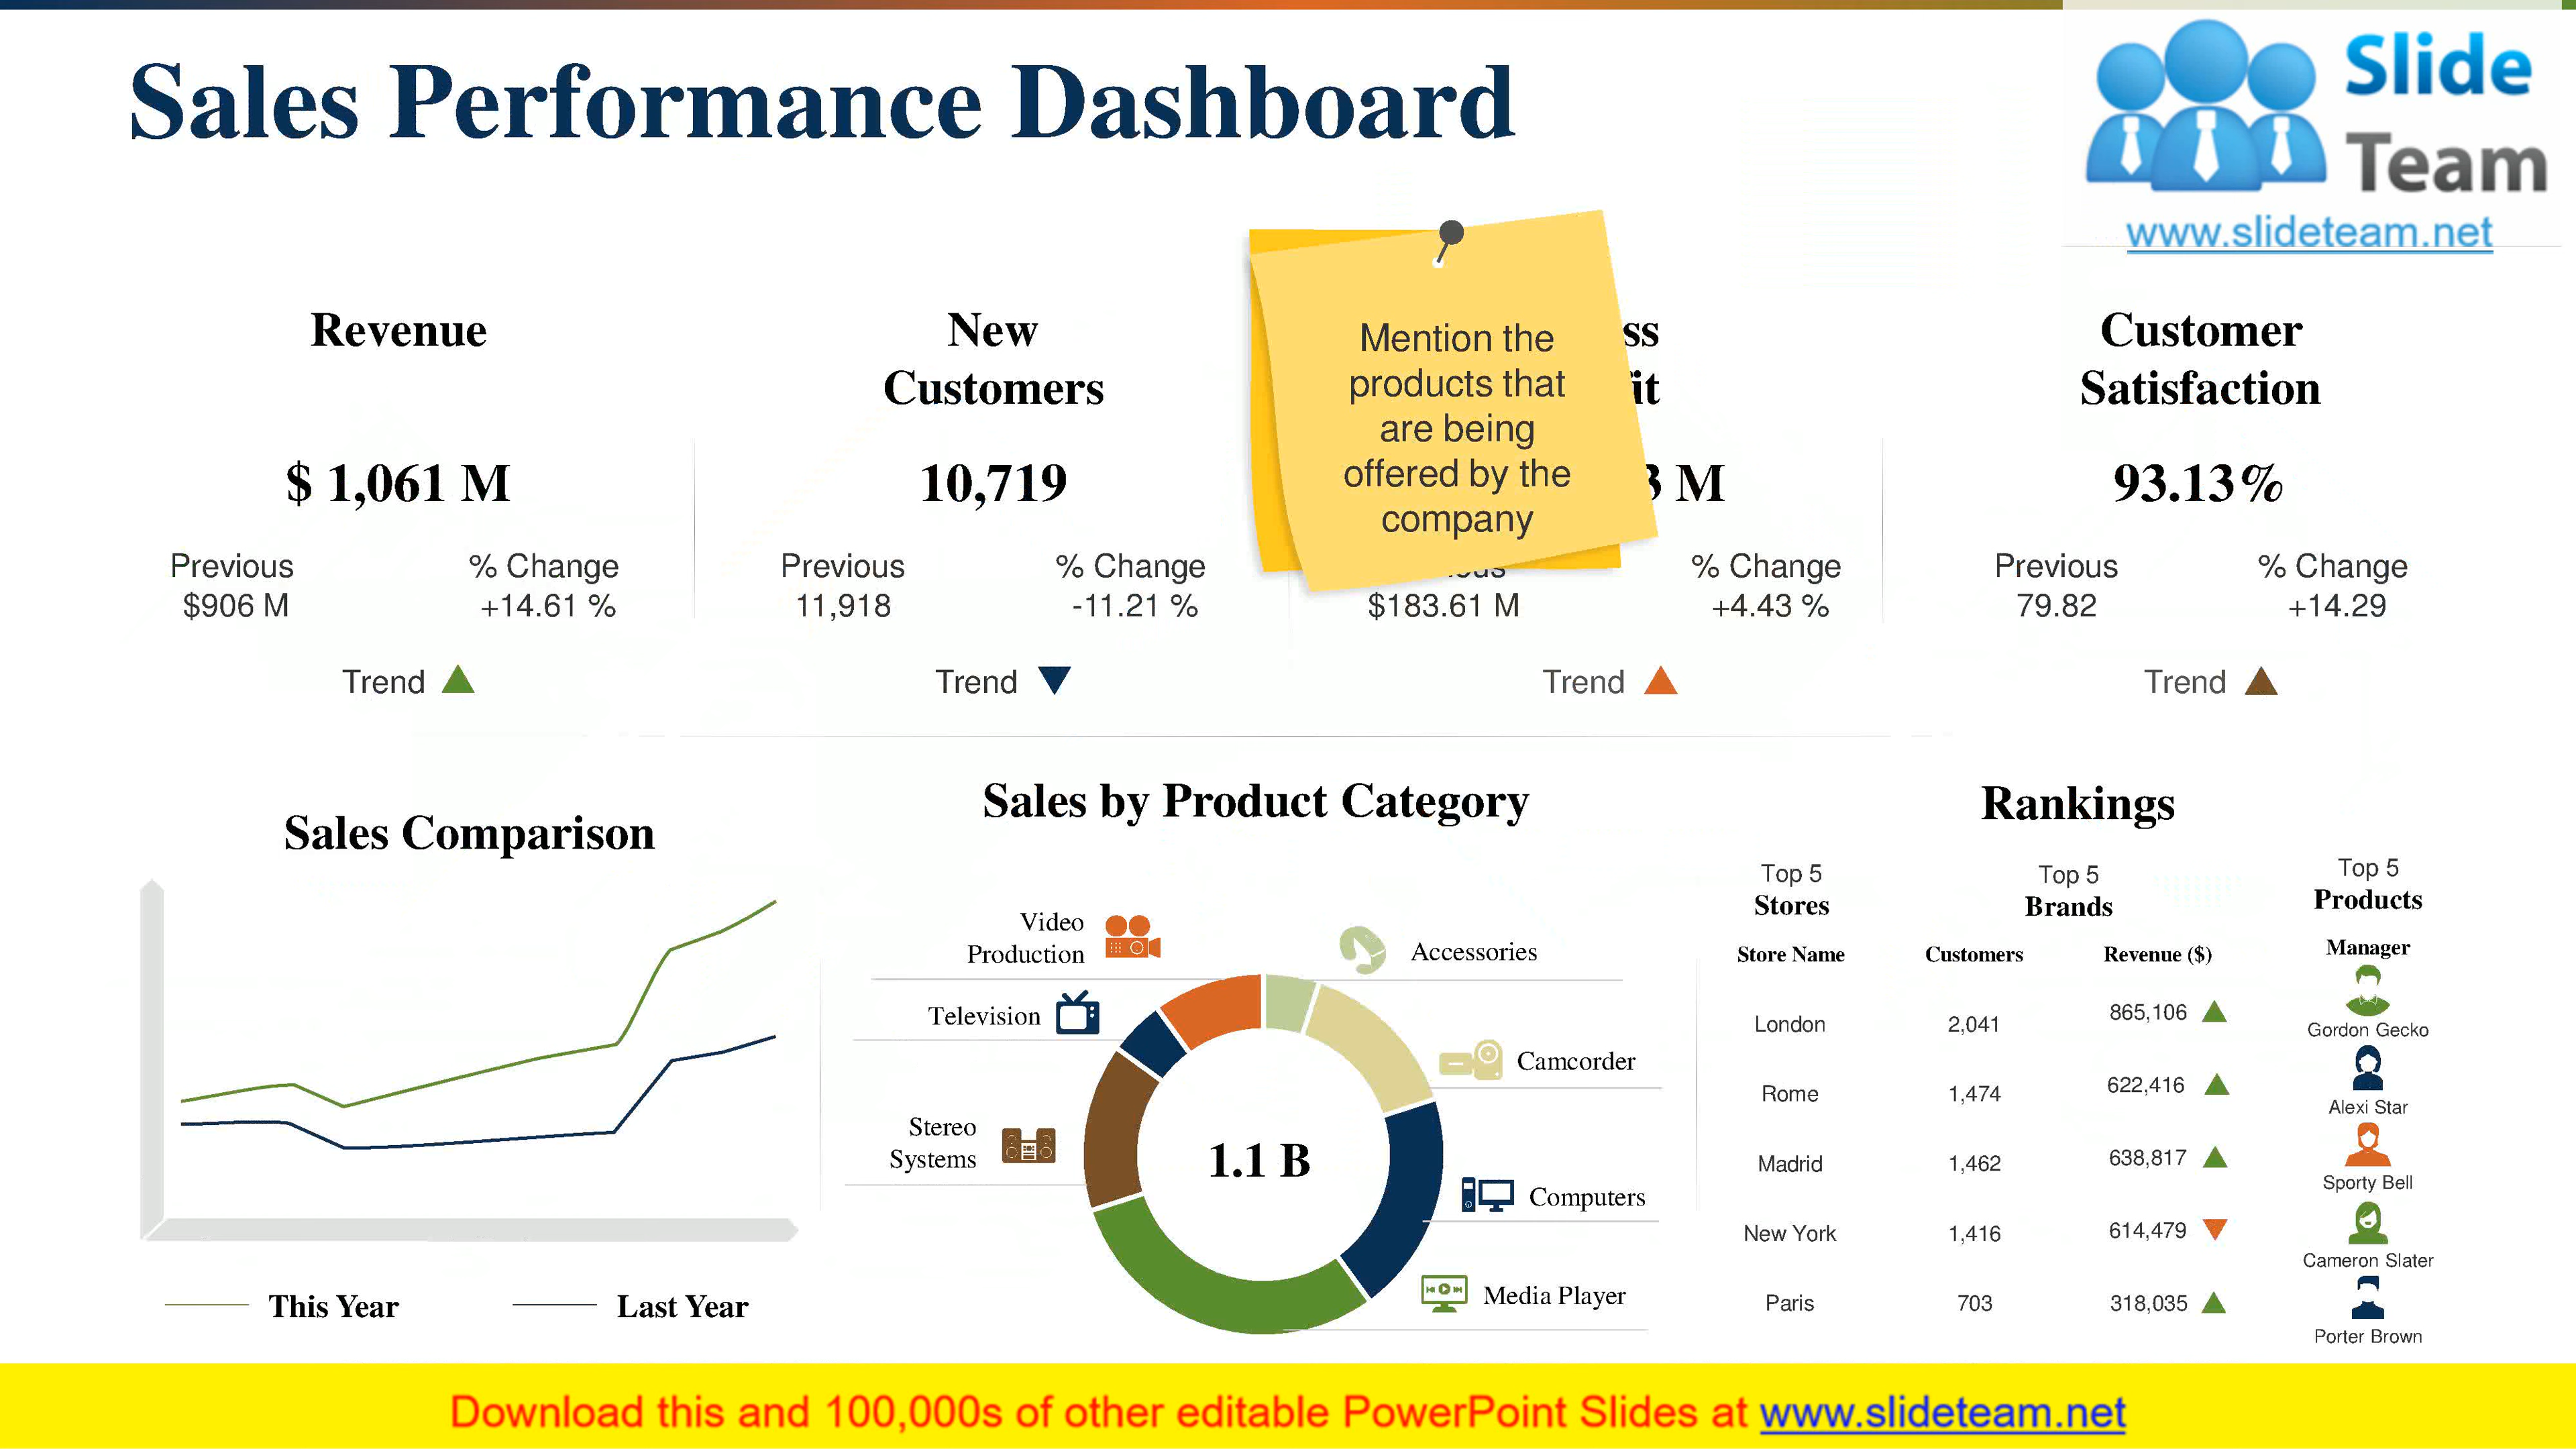 Sales Performance Dashboard
Slide
Team
www.slideteam.net
Revenue
$ 1,061 M
Previous
% Change
$906 M
+14.61 %
Trend
New
Customers
10,719
Previous
% Change
11,918
-11.21 %
Trend
Mention the
products that
are being
offered by the
company
M
% Change
$183.61 M
+4.43 %
Trend
Customer
Satisfaction
93.13%
Previous
% Change
79.82
+14.29
Trend
Sales Comparison
This Year
Last Year
Sales by Product Category
Video
Production
Television
Stereo
Systems
Accessories
Camcorder
Computers
Media Player
1.1 B
Rankings
Top 5
Stores
Top 5
Brands
Top 5
Products
Store Name
Customers
Revenue ($)
Manager
London
2,041
865,106
Gordon Gecko
Rome
1,474
622,416
Alexi Star
Madrid
1,462
638,817
Sporty Bell
New York
1,416
614,479
Cameron Slater
Paris
703
318,035
Porter Brown
Download this and 100,000s of other editable PowerPoint Slides at www.slideteam.net